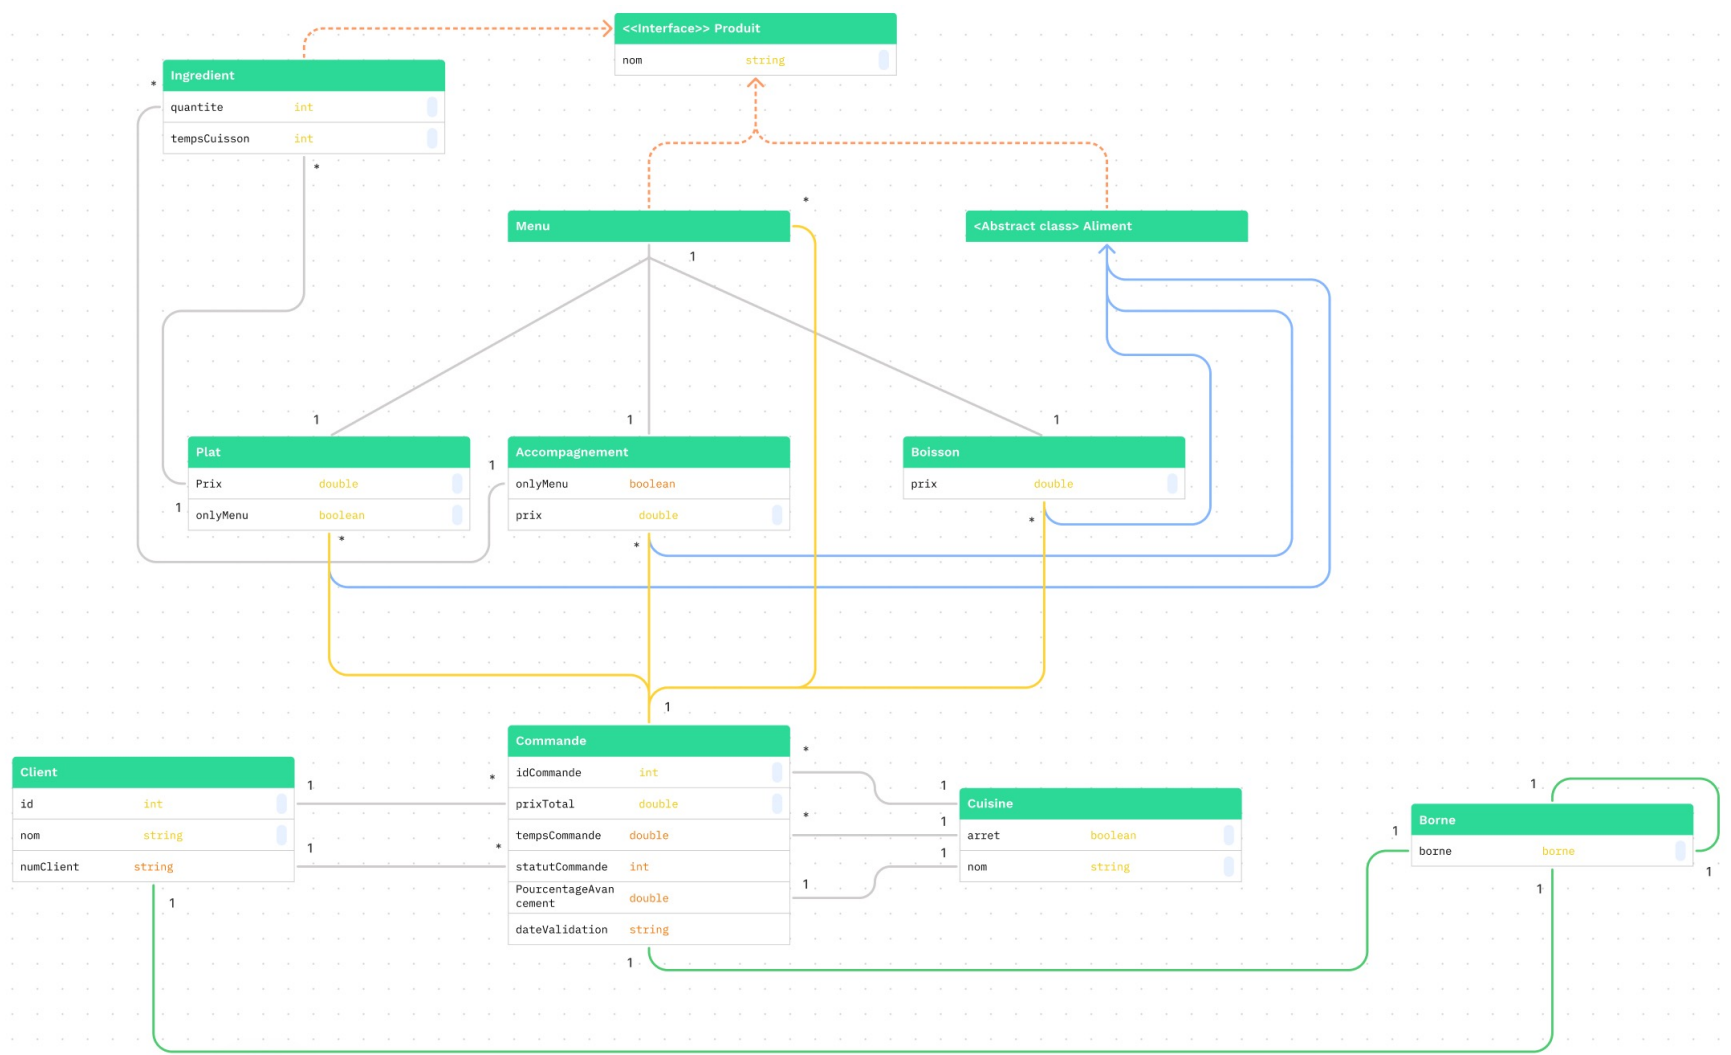 <<Interface>> Produit
nom string
Ingredient
*
quantite int
tempsCuisson int
*
*
Menu
<Abstract class> Aliment
1
1
1
1
Plat
Accompagnement
Boisson
1
Prix double
onlyMenu boolean
prix double
1
onlyMenu boolean
prix double
*
*
*
1
Commande
*
Client
idCommande int
1
*
1
Cuisine
1
Borne
id int
prixTotal double
*
1
1
nom string
tempsCommande double
arret boolean
borne borne
1
*
1
numClient string
statutCommande int
nom string
1
1
1
PourcentageAvan
cement double
1
dateValidation string
1